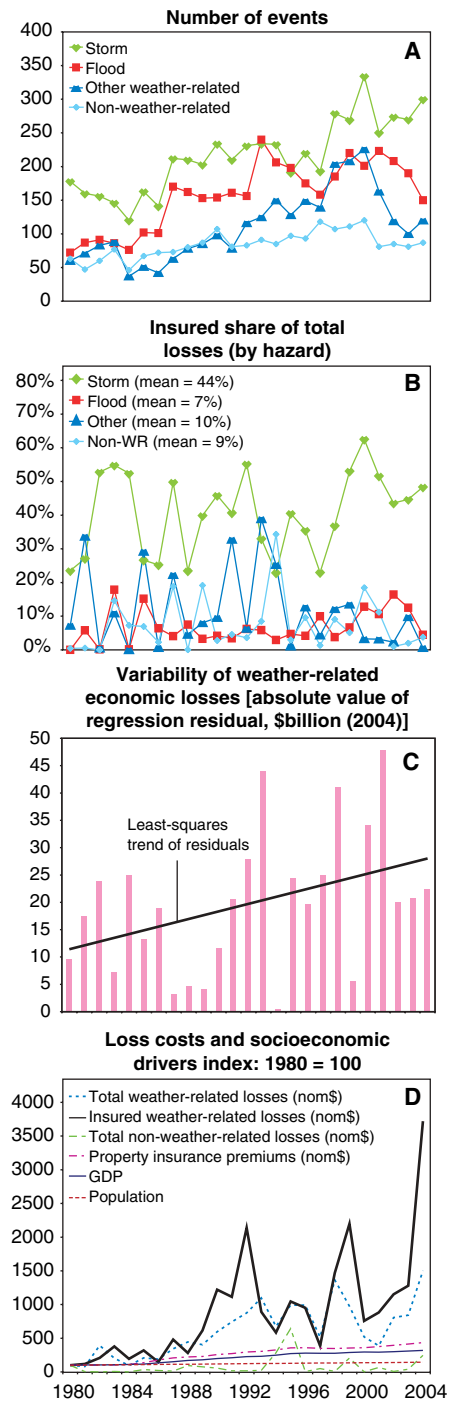 Number of events
A
400
350
300
250
200
150
100
50
0
Storm
Flood
Other weather-related
Non-weather-related
Insured share of total
losses (by hazard)
B
80%
70%
60%
50%
40%
30%
20%
10%
0%
Storm (mean = 44%)
Flood (mean = 7%)
Other (mean = 10%)
Non-WR (mean = 9%)
Variability of weather-related
economic losses [absolute value of
regression residual, $billion (2004)]
C
50
45
40
35
30
25
20
15
10
5
0
Least-squares
trend of residuals
Loss costs and socioeconomic
drivers index: 1980 = 100
D
4000
3500
3000
2500
2000
1500
1000
500
0
Total weather-related losses (nom$)
Insured weather-related losses (nom$)
Total non-weather-related losses (nom$)
Property insurance premiums (nom$)
GDP
Population
1980 1984 1988 1992 1996 2000 2004